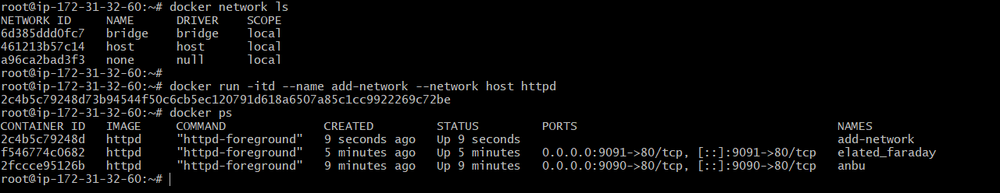 root@ip-172-31-32-60:~# docker network ls
NETWORK ID     NAME      DRIVER    SCOPE
6d385ddd0fc7   bridge    bridge    local
461213b57c14   host      host      local
a96ca2bad3f3   none      null      local
root@ip-172-31-32-60:~#
root@ip-172-31-32-60:~# docker run -itd --name add-network --network host httpd
2c4b5c79248d73b94544f50c6cb5ec120791d618a6507a85c1cc9922269c72be
root@ip-172-31-32-60:~# docker ps
CONTAINER ID   IMAGE     COMMAND              CREATED         STATUS         PORTS                                     NAMES
2c4b5c79248d   httpd     "httpd-foreground"   9 seconds ago   Up 9 seconds                                             add-network
f546774c0682   httpd     "httpd-foreground"   5 minutes ago   Up 5 minutes   0.0.0.0:9091->80/tcp, [::]:9091->80/tcp   elated_faraday
2fccce95126b   httpd     "httpd-foreground"   9 minutes ago   Up 9 minutes   0.0.0.0:9090->80/tcp, [::]:9090->80/tcp   anbu
root@ip-172-31-32-60:~#